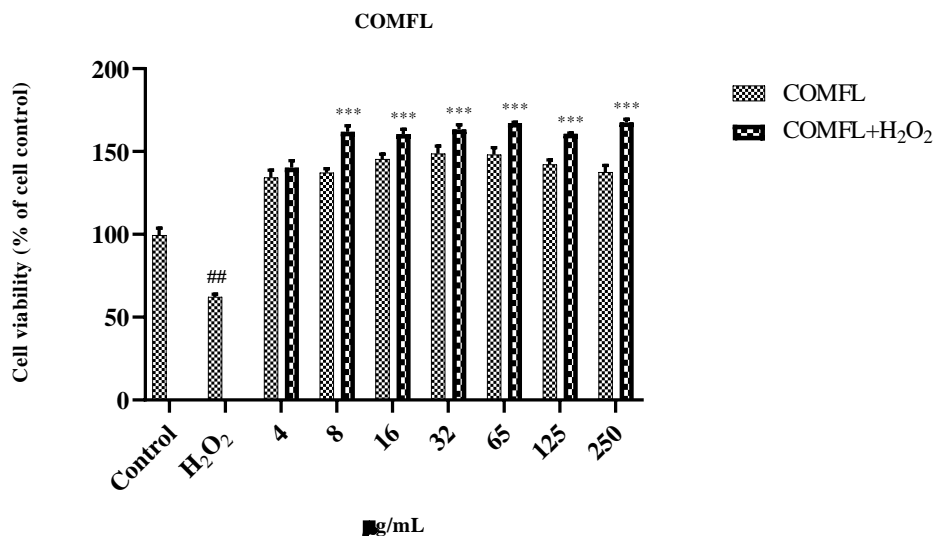 COMFL
Cell viability (% of cell control)
200
150
100
50
0
##
***
***
***
***
***
***
Control
H₂O₂
4
8
16
32
65
125
250
µg/mL
COMFL
COMFL+H₂O₂